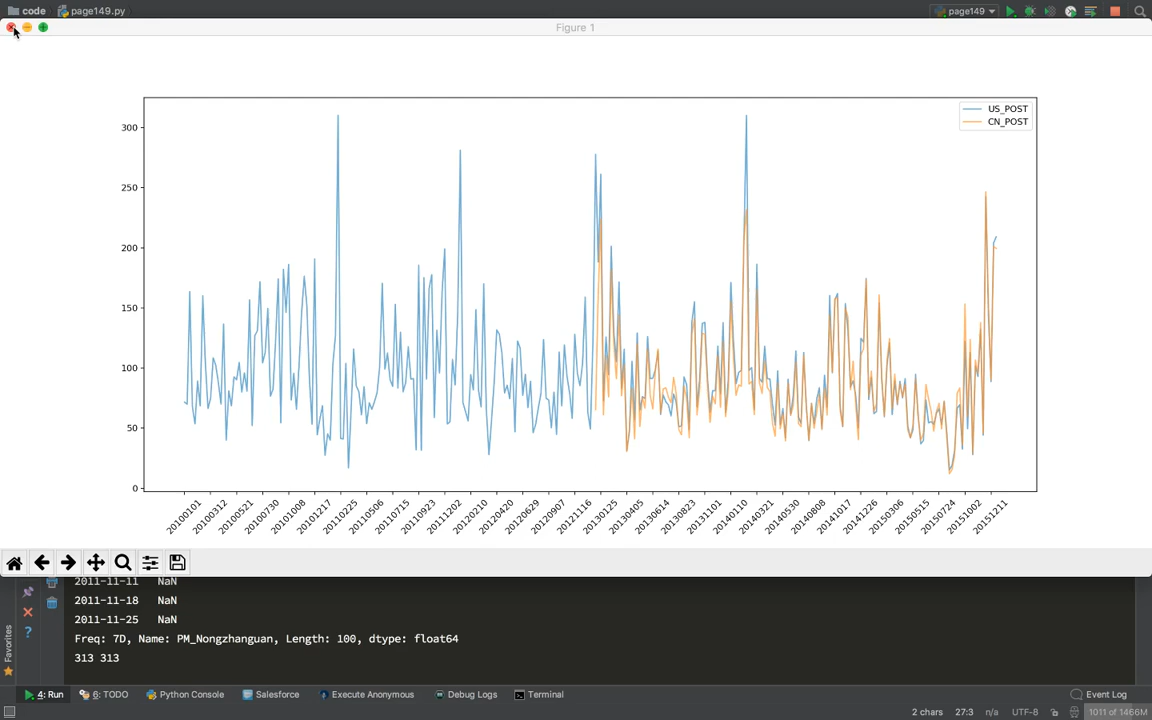 code page149.py page149
Figure 1
US_POST
CN_POST
300
250
200
150
100
50
0
20100101 20100312 20100521 20100730 20101008 20101217 20110225 20110506 20110715 20110923 20111202 20120210 20120420 20120629 20120907 20121116 20130125 20130405 20130614 20130823 20131101 20140110 20140321 20140530 20140808 20141017 20141226 20150306 20150515 20150724 20151002 20151211
2011-11-11 NaN
2011-11-18 NaN
2011-11-25 NaN
Freq: 7D, Name: PM_Nongzhanguan, Length: 100, dtype: float64
313 313
Favorites
4: Run 6: TODO Python Console Salesforce Execute Anonymous Debug Logs Terminal Event Log
2 chars 27:3 n/a UTF-8 1011 of 1466M